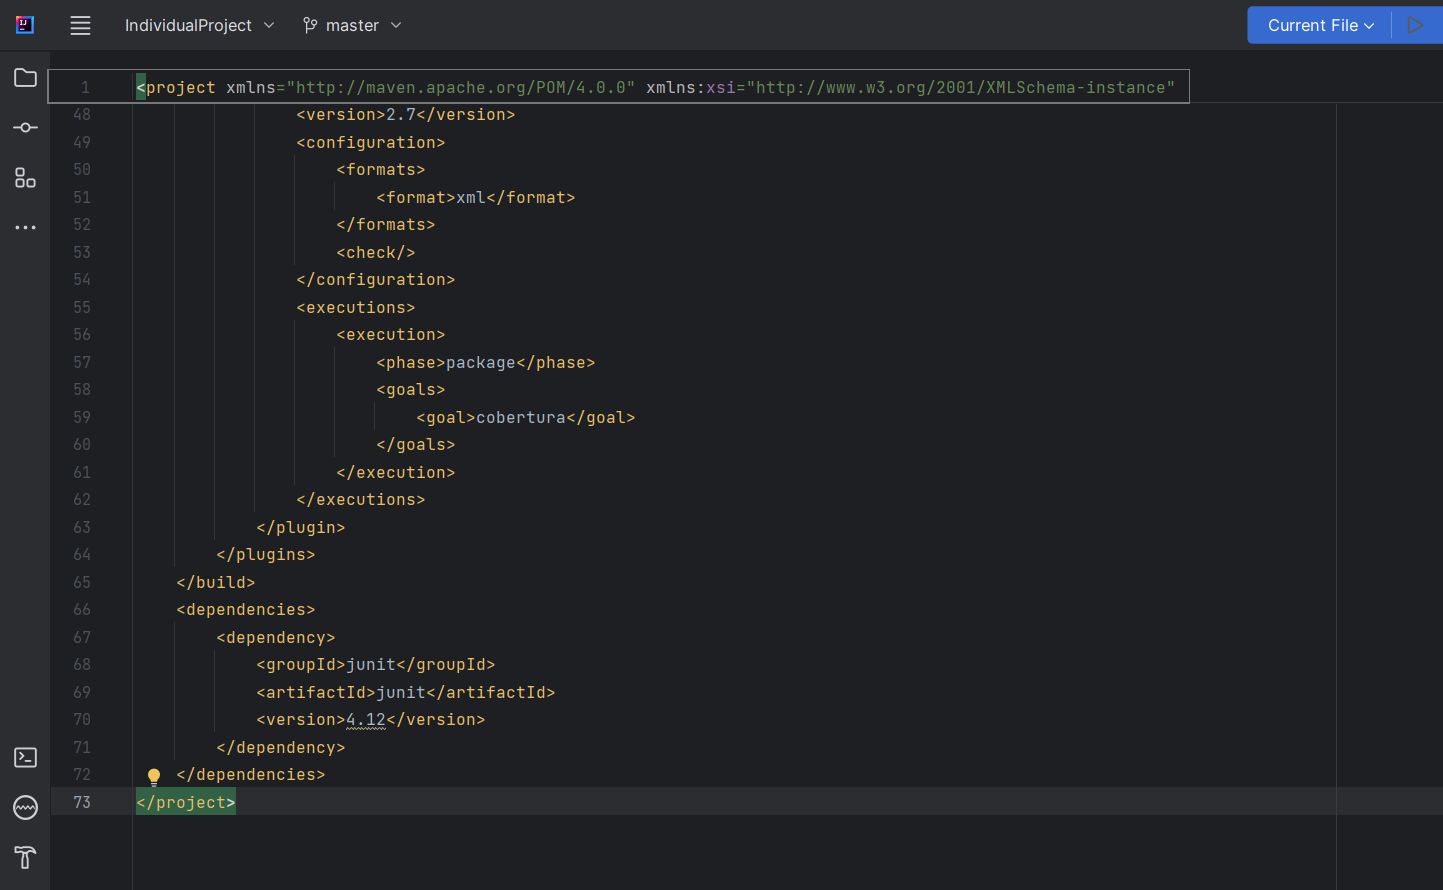 IndividualProject master Current File
1 <project xmlns="http://maven.apache.org/POM/4.0.0" xmlns:xsi="http://www.w3.org/2001/XMLSchema-instance"
48 <version>2.7</version>
49 <configuration>
50 <formats>
51 <format>xml</format>
52 </formats>
53 <check/>
54 </configuration>
55 <executions>
56 <execution>
57 <phase>package</phase>
58 <goals>
59 <goal>cobertura</goal>
60 </goals>
61 </execution>
62 </executions>
63 </plugin>
64 </plugins>
65 </build>
66 <dependencies>
67 <dependency>
68 <groupId>junit</groupId>
69 <artifactId>junit</artifactId>
70 <version>4.12</version>
71 </dependency>
72 </dependencies>
73 </project>